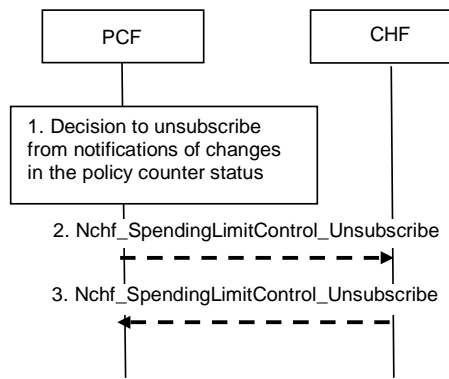 PCF
CHF
1. Decision to unsubscribe
from notifications of changes
in the policy counter status
2. Nchf_SpendingLimitControl_Unsubscribe
3. Nchf_SpendingLimitControl_Unsubscribe